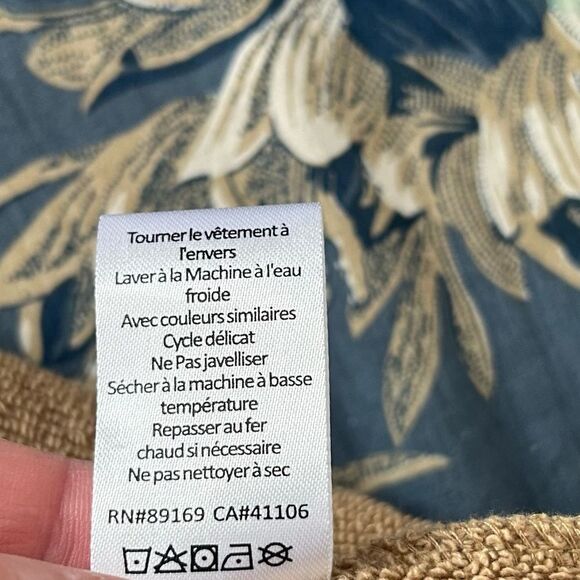 Tourner le vêtement à
l'envers
Laver à la Machine à l'eau
froide
Avec couleurs similaires
Cycle délicat
Ne Pas javelliser
Sécher à la machine à basse
température
Repasser au fer
chaud si nécessaire
Ne pas nettoyer à sec
RN#89169 CA#41106